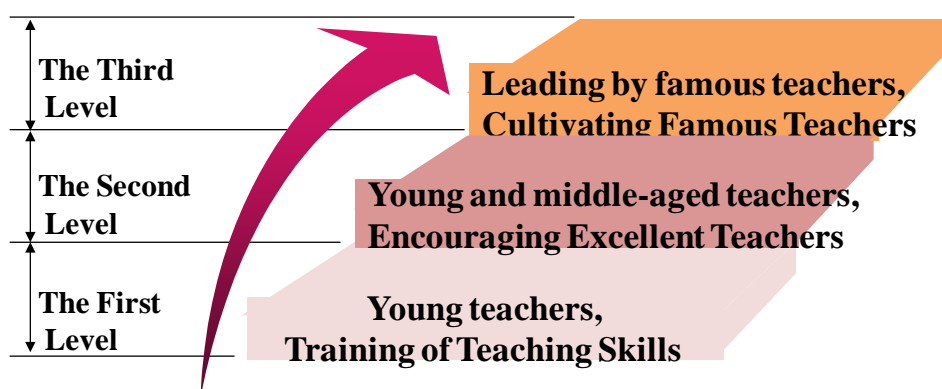 The Third
Level
Leading by famous teachers,
Cultivating Famous Teachers
The Second
Level
Young and middle-aged teachers,
Encouraging Excellent Teachers
The First
Level
Young teachers,
Training of Teaching Skills